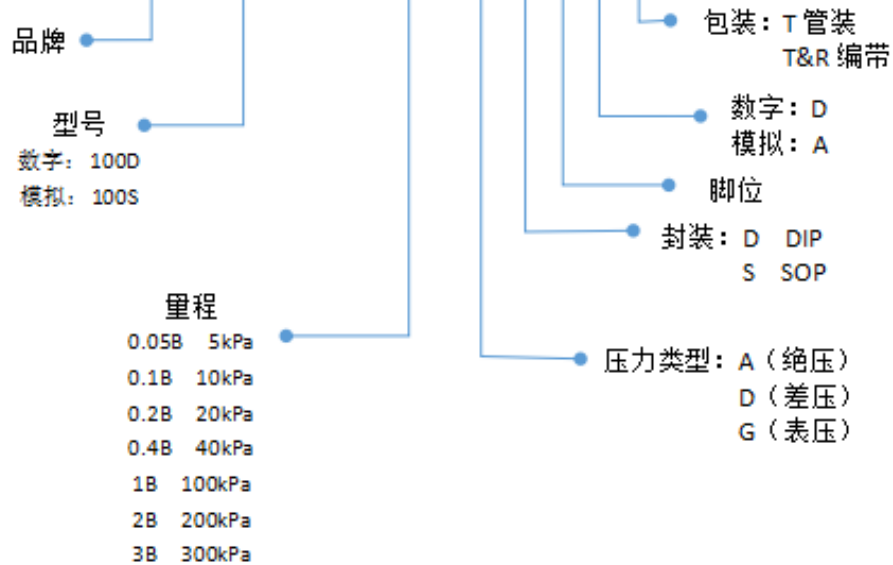 品牌
型号
数字：100D
模拟：100S
量程
0.05B 5kPa
0.1B 10kPa
0.2B 20kPa
0.4B 40kPa
1B 100kPa
2B 200kPa
3B 300kPa
包装：T 管装
T&R 编带
数字：D
模拟：A
脚位
封装：D DIP
S SOP
压力类型：A（绝压）
D（差压）
G（表压）